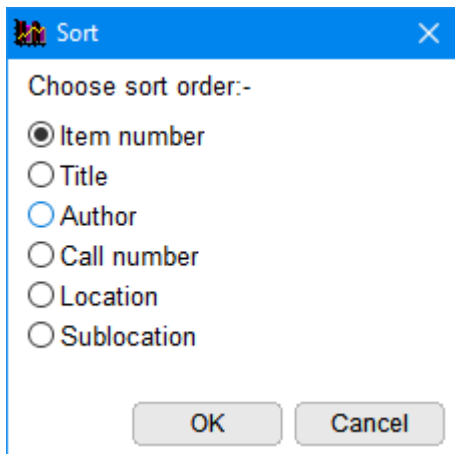 Sort
Choose sort order:-
Item number
Title
Author
Call number
Location
Sublocation
OK Cancel